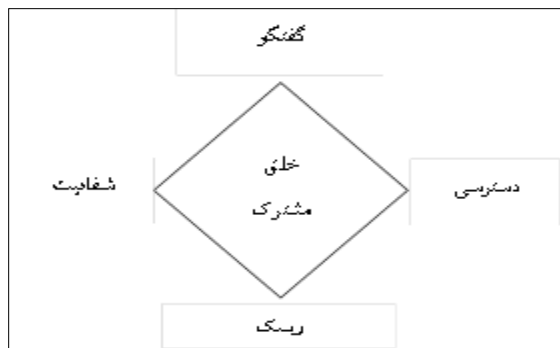 گفتگو
خلق
دسترسی
شفافیت
مشترک
ریسک